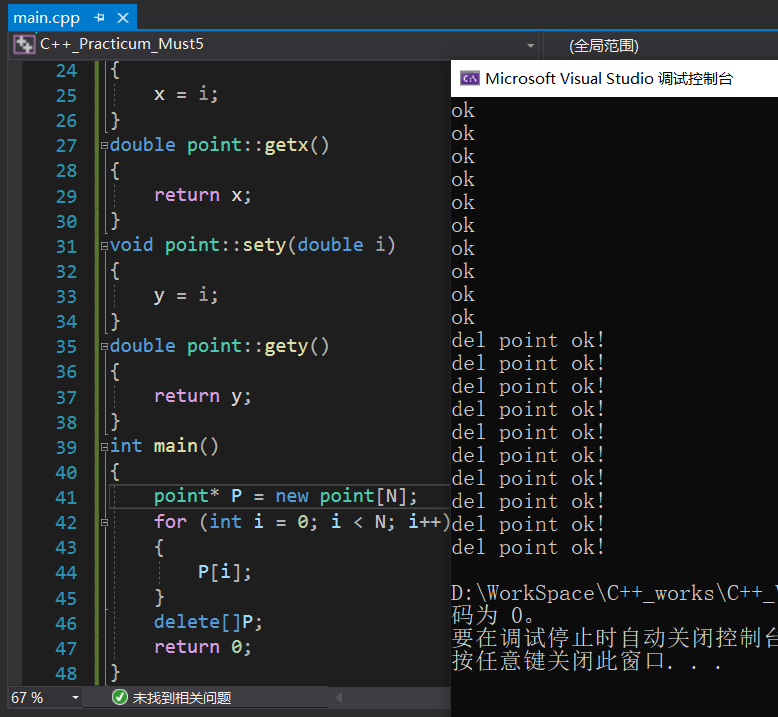 main.cpp
C++_Practicum_Must5
(全局范围)
24 {
25 x = i;
26 }
27 double point::getx()
28 {
29 return x;
30 }
31 void point::sety(double i)
32 {
33 y = i;
34 }
35 double point::gety()
36 {
37 return y;
38 }
39 int main()
40 {
41 point* P = new point[N];
42 for (int i = 0; i < N; i++)
43 {
44 P[i];
45 }
46 delete[]P;
47 return 0;
48 }
67 %
未找到相关问题
Microsoft Visual Studio 调试控制台
ok
ok
ok
ok
ok
ok
ok
ok
ok
ok
del point ok!
del point ok!
del point ok!
del point ok!
del point ok!
del point ok!
del point ok!
del point ok!
del point ok!
del point ok!
D:\WorkSpace\C++_works\C++_
码为 0。
要在调试停止时自动关闭控制台
按任意键关闭此窗口. . .